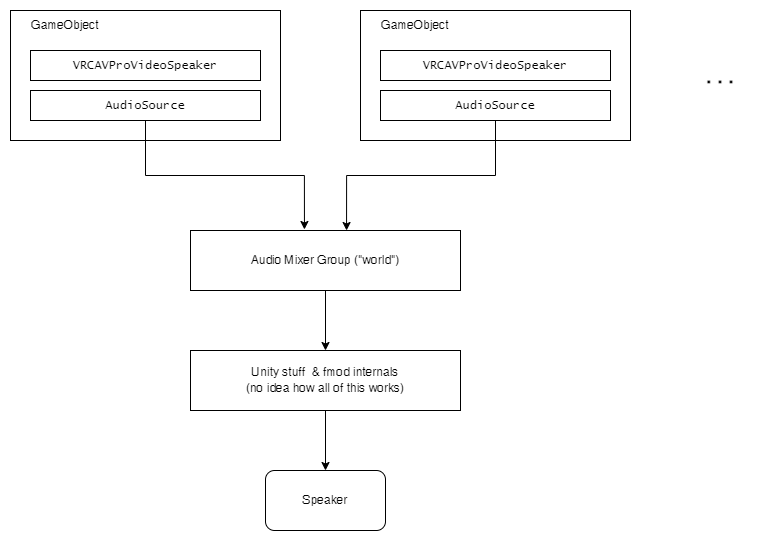 GameObject
VRCAVProVideoSpeaker
AudioSource
GameObject
VRCAVProVideoSpeaker
AudioSource
...
Audio Mixer Group ("world")
Unity stuff & fmod internals
(no idea how all of this works)
Speaker